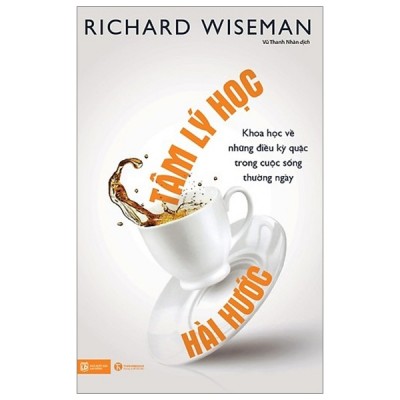 RICHARD WISEMAN
Vũ Thanh Nhàn dịch
TÂM LÝ HỌC
Khoa học về
những điều kỳ quặc
trong cuộc sống
thường ngày
HÀI HƯỚC